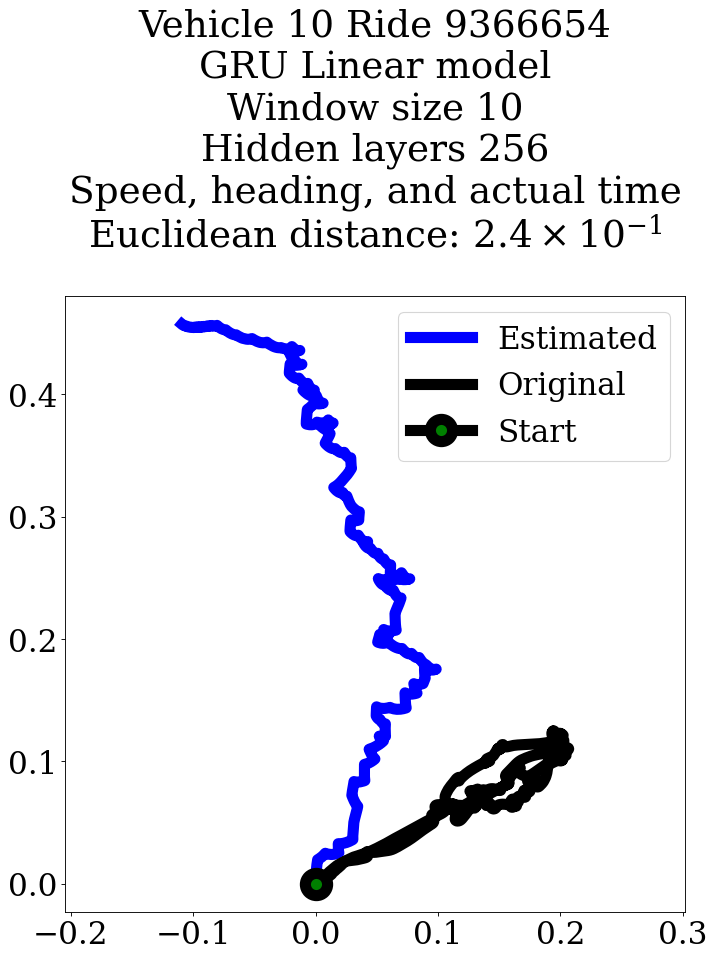 Vehicle 10 Ride 9366654
GRU Linear model
Window size 10
Hidden layers 256
Speed, heading, and actual time
Euclidean distance: 2.4 × 10⁻¹
Estimated
Original
Start
0.4
0.3
0.2
0.1
0.0
−0.2 −0.1 0.0 0.1 0.2 0.3